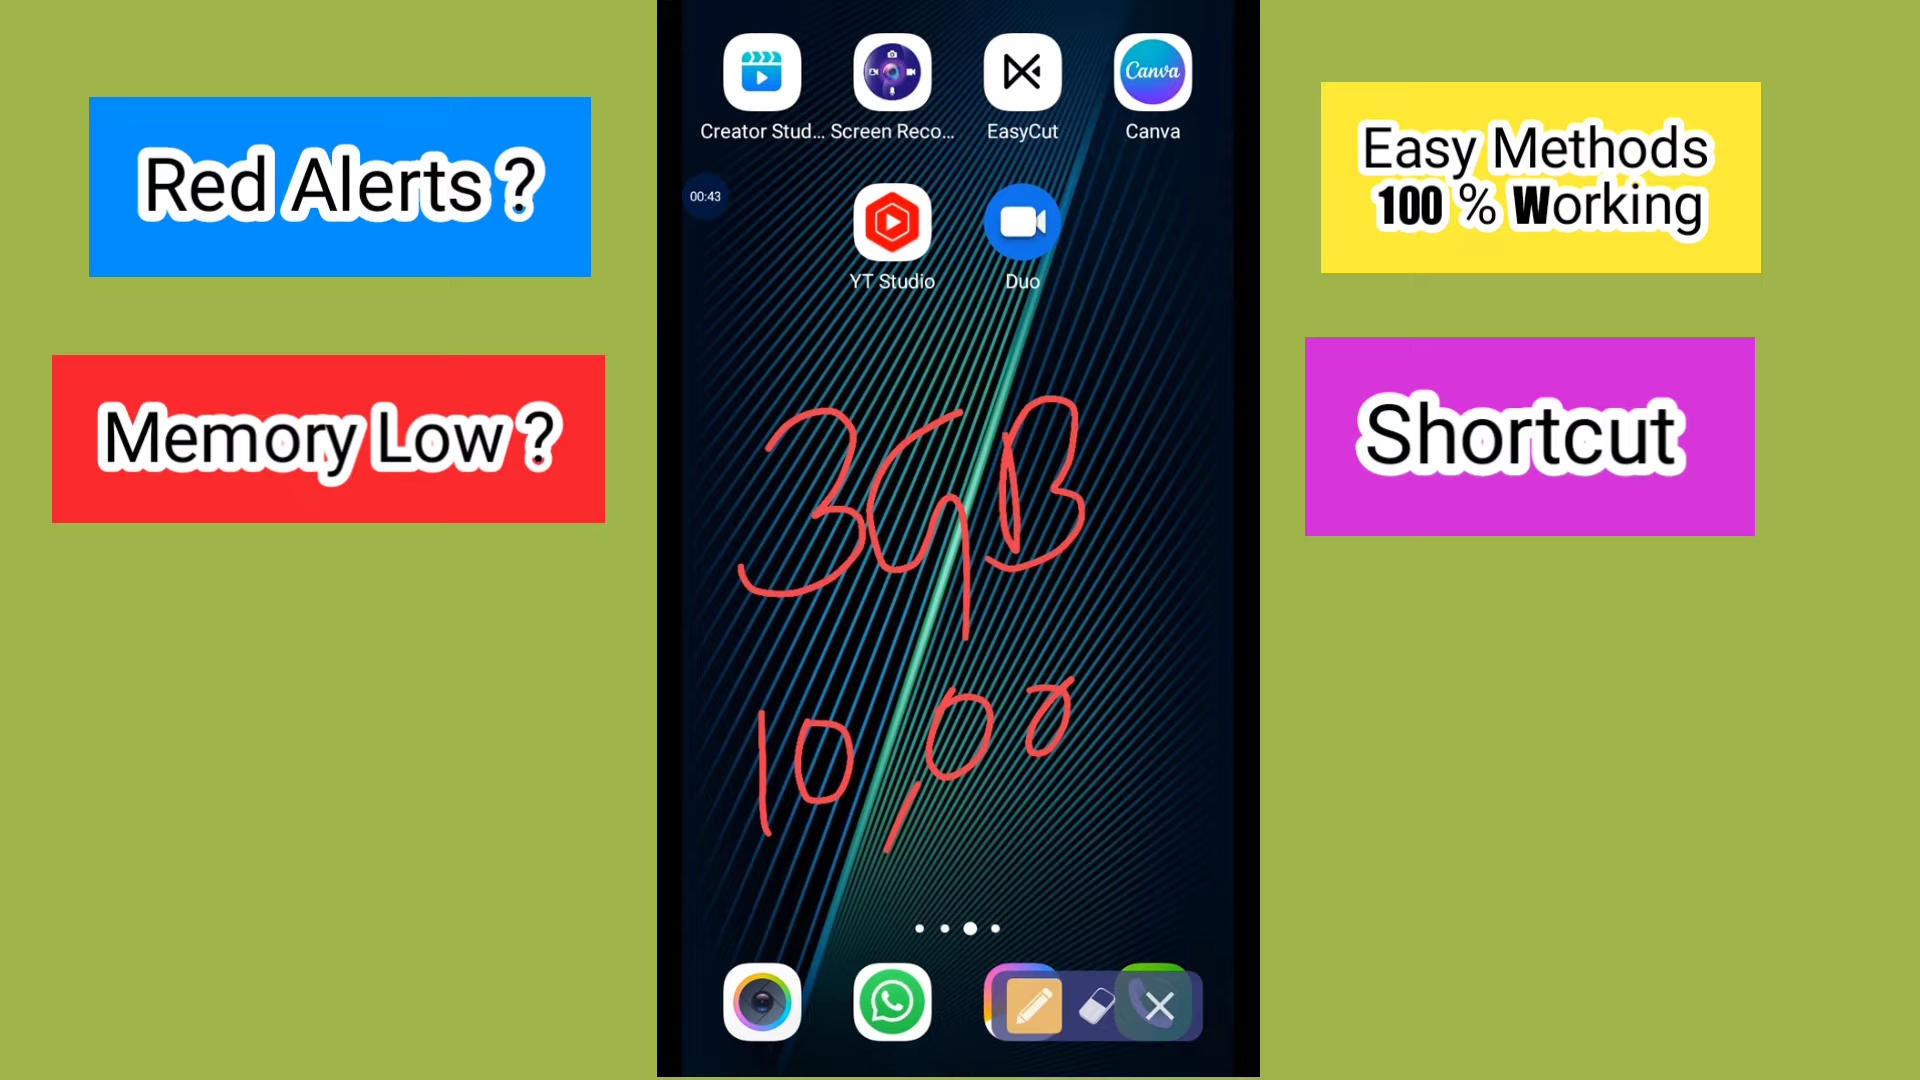 Red Alerts ?
Memory Low ?
Creator Stud... Screen Reco... EasyCut Canva
Canva
00:43
YT Studio Duo
3GB
10,00
Easy Methods
100 % Working
Shortcut